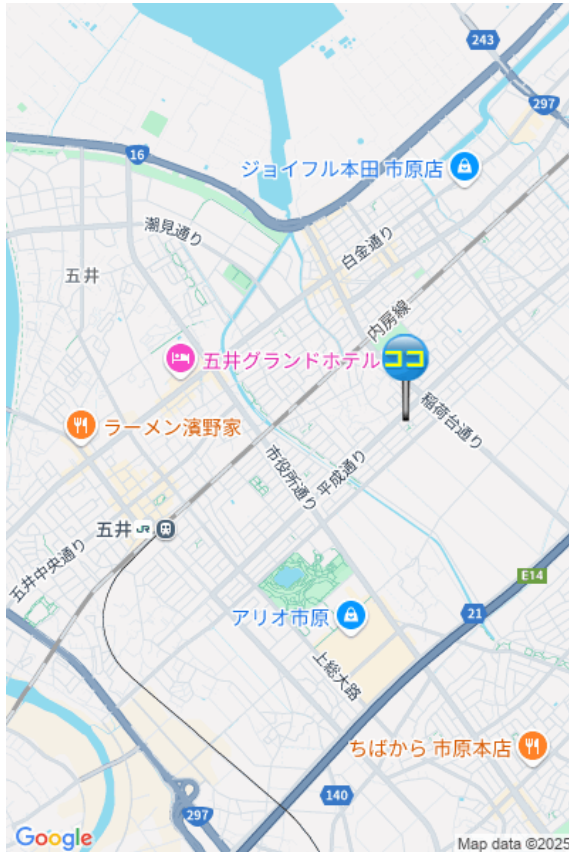 243
297
16
ジョイフル本田 市原店
潮見通り
白金通り
五井
内房線
五井グランドホテル
ココ
稲荷台通り
ラーメン濱野家
市役所通り
平成通り
五井 JR
五井中央通り
E14
21
アリオ市原
上総大路
ちばから 市原本店
140
297
Google
Map data ©2025